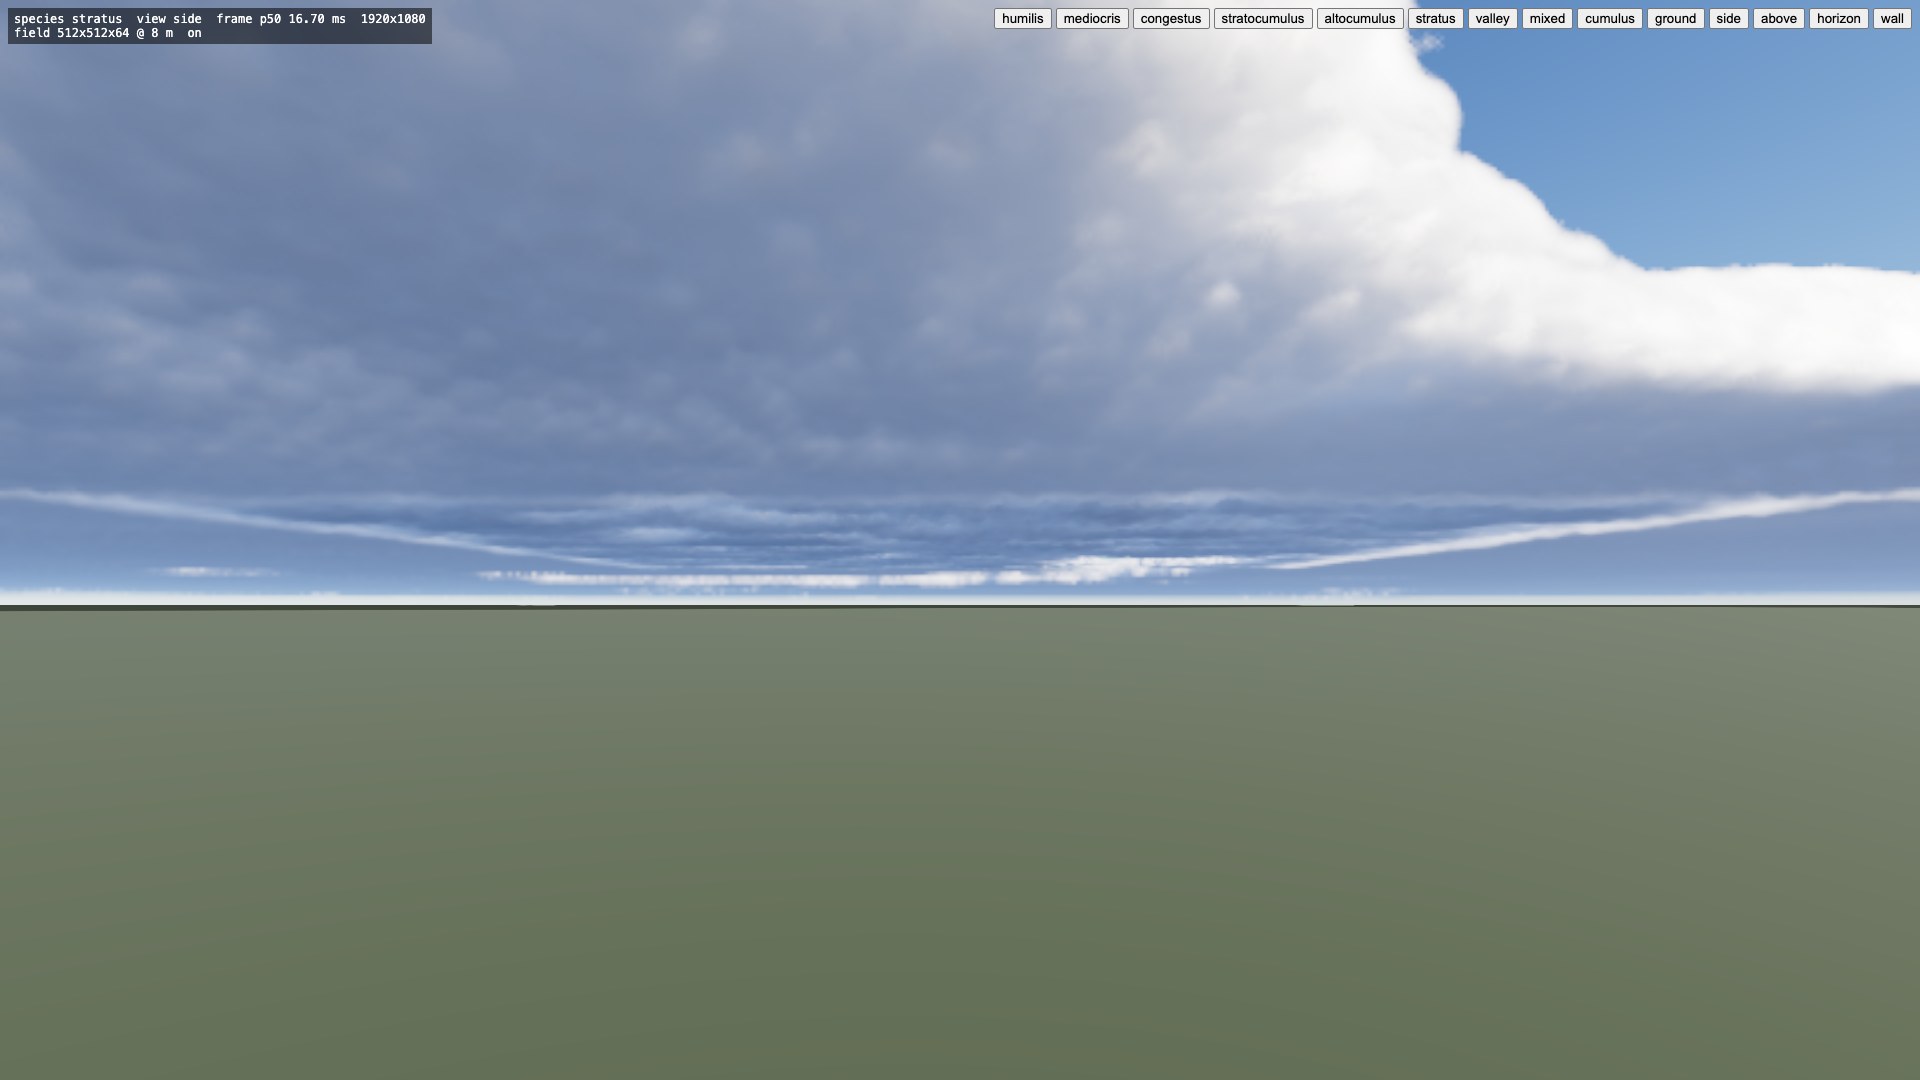 species stratus  view side  frame p50 16.70 ms  1920x1080
field 512x512x64 @ 8 m  on
humilis mediocris congestus stratocumulus altocumulus stratus valley mixed cumulus ground side above horizon wall